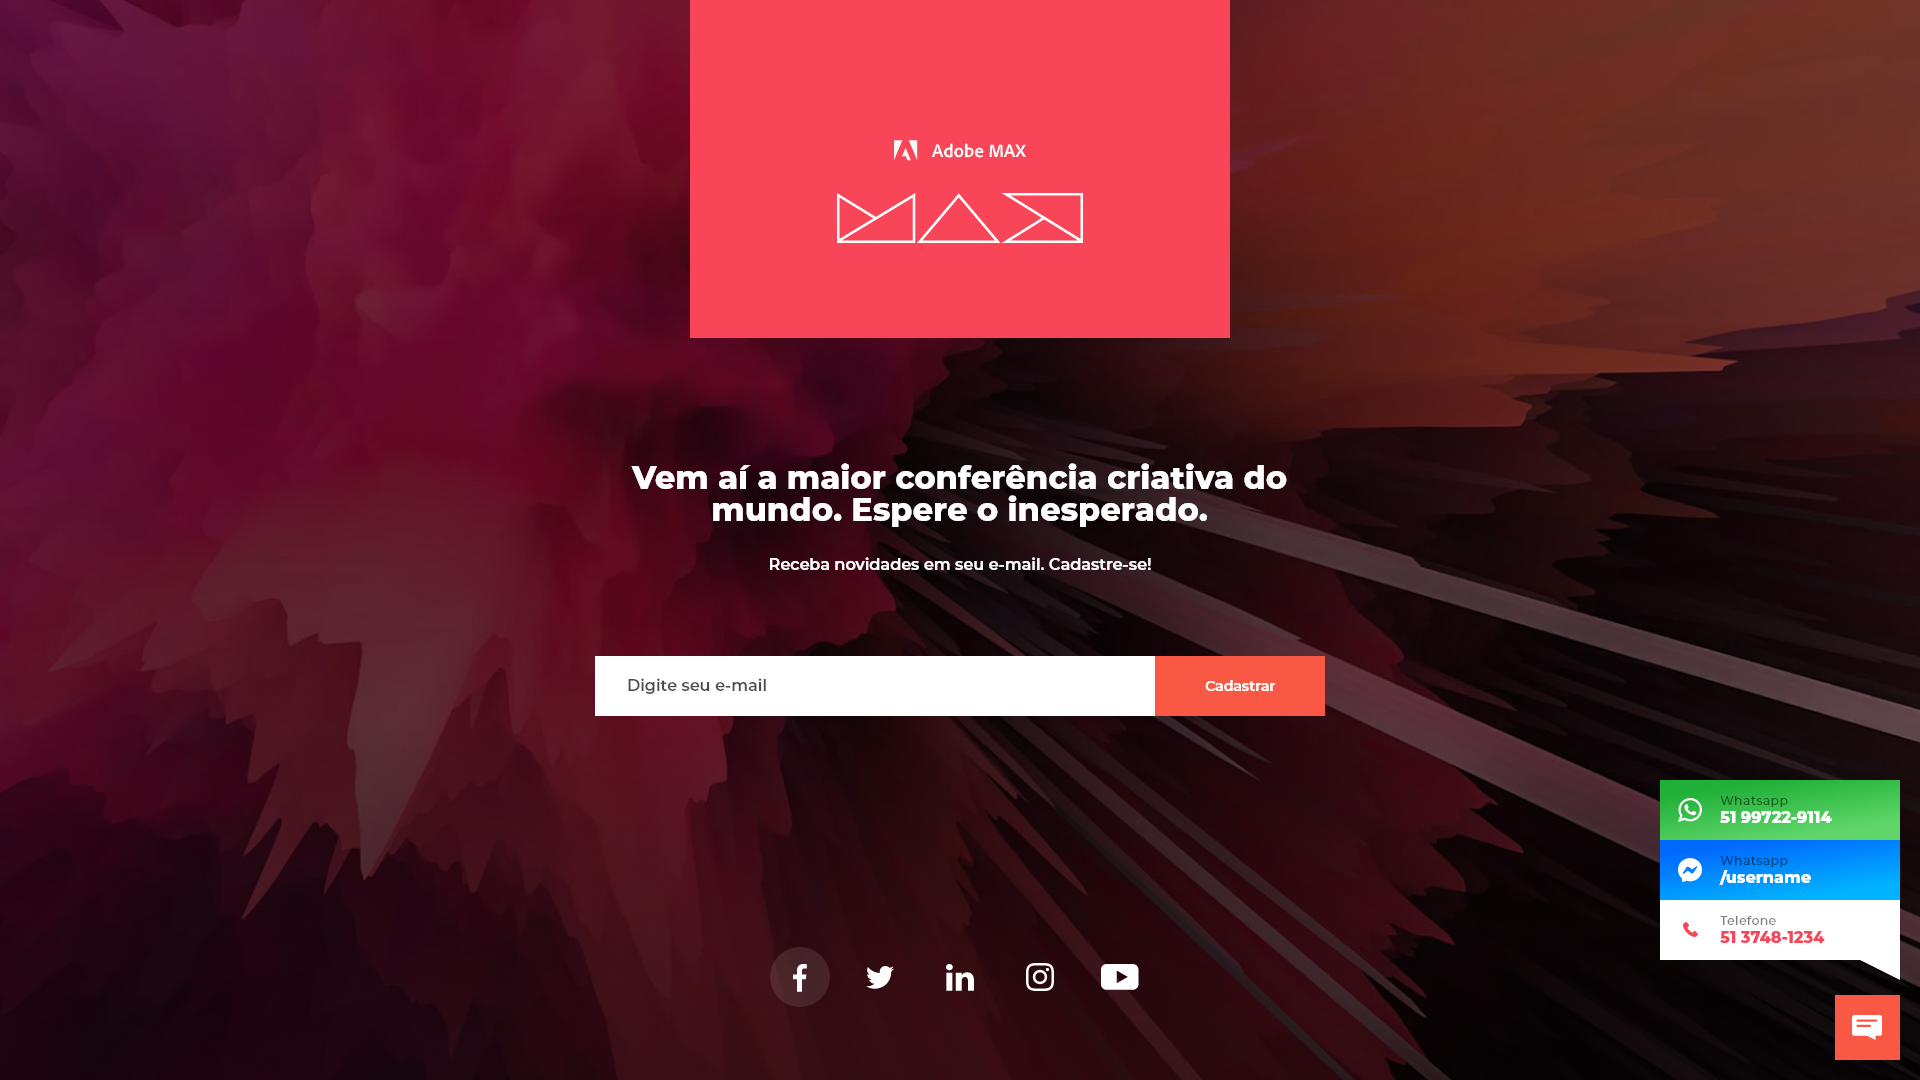 Adobe MAX
MAX
Vem aí a maior conferência criativa do
mundo. Espere o inesperado.
Receba novidades em seu e-mail. Cadastre-se!
Digite seu e-mail
Cadastrar
Whatsapp
51 99722-9114
Whatsapp
/username
Telefone
51 3748-1234